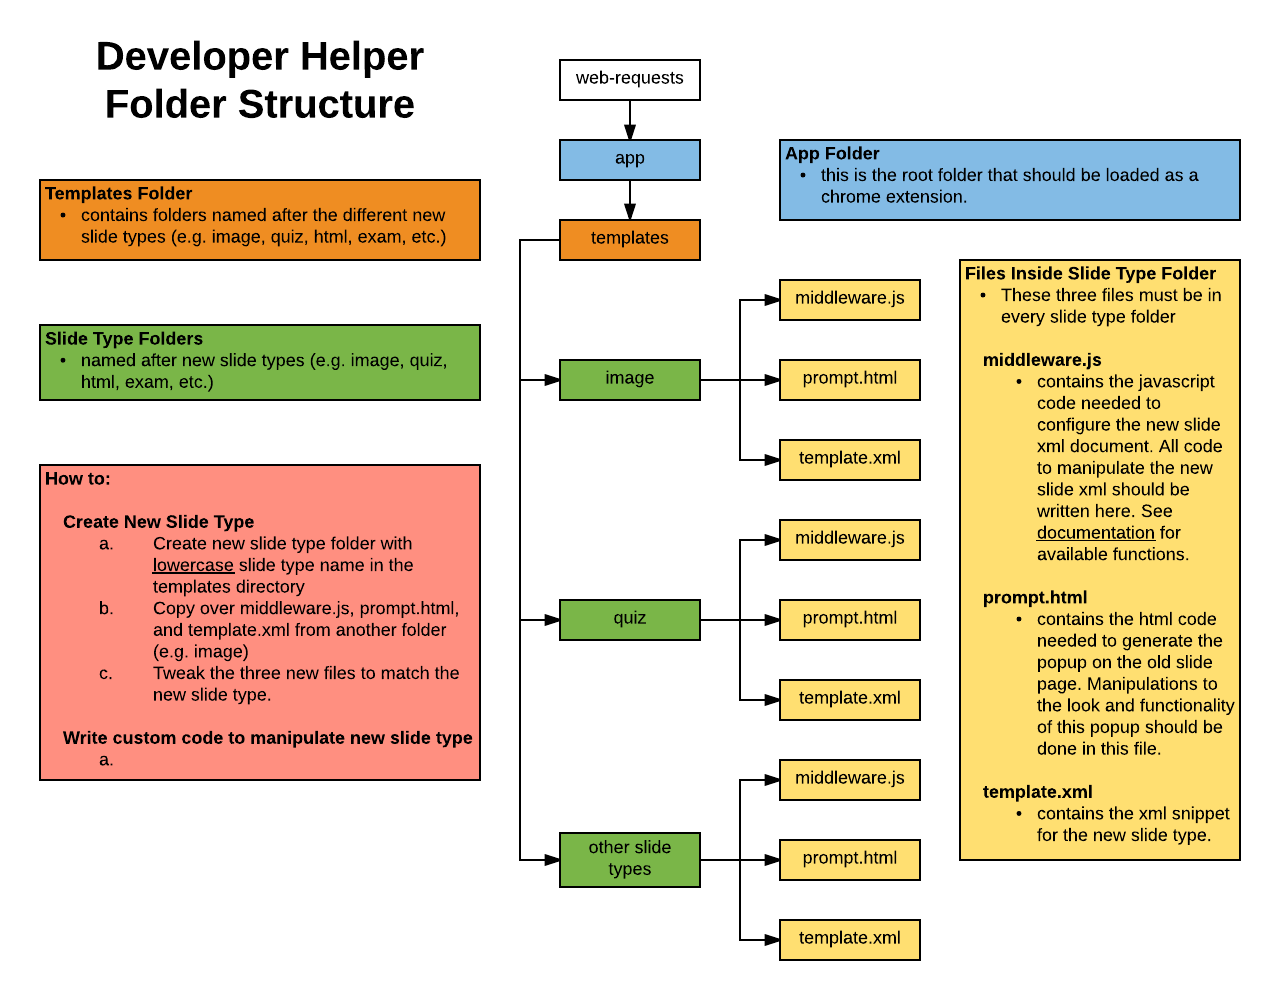 Developer Helper
Folder Structure
web-requests
app
templates
App Folder
• this is the root folder that should be loaded as a
chrome extension.
Templates Folder
• contains folders named after the different new
slide types (e.g. image, quiz, html, exam, etc.)
Slide Type Folders
• named after new slide types (e.g. image, quiz,
html, exam, etc.)
How to:
Create New Slide Type
a. Create new slide type folder with
lowercase slide type name in the
templates directory
b. Copy over middleware.js, prompt.html,
and template.xml from another folder
(e.g. image)
c. Tweak the three new files to match the
new slide type.
Write custom code to manipulate new slide type
a.
image
middleware.js
prompt.html
template.xml
quiz
middleware.js
prompt.html
template.xml
other slide
types
middleware.js
prompt.html
template.xml
Files Inside Slide Type Folder
• These three files must be in
every slide type folder
middleware.js
• contains the javascript
code needed to
configure the new slide
xml document. All code
to manipulate the new
slide xml should be
written here. See
documentation for
available functions.
prompt.html
• contains the html code
needed to generate the
popup on the old slide
page. Manipulations to
the look and functionality
of this popup should be
done in this file.
template.xml
• contains the xml snippet
for the new slide type.